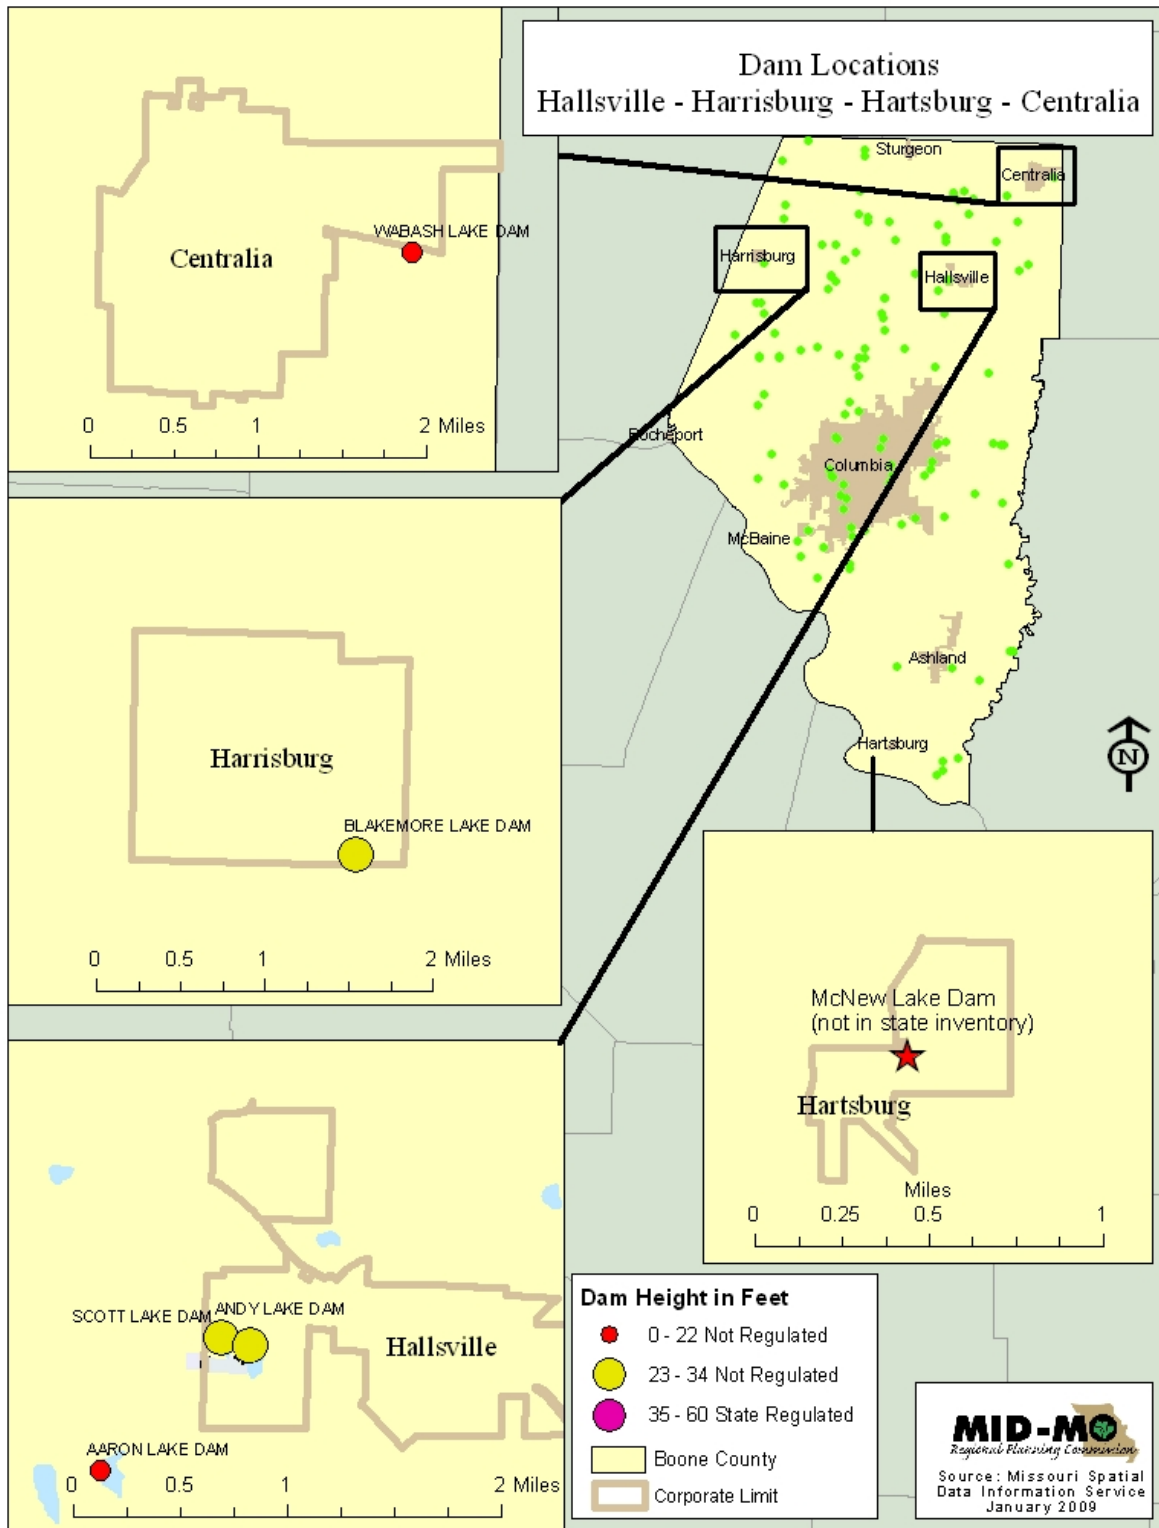 Dam Locations
Hallsville - Harrisburg - Hartsburg - Centralia
WABASH LAKE DAM
Centralia
0 0.5 1 2 Miles
Sturgeon
Centralia
Harrisburg
Hallsville
Rocheport
Columbia
McBaine
Ashland
Hartsburg
N
Harrisburg
BLAKEMORE LAKE DAM
0 0.5 1 2 Miles
McNew Lake Dam
(not in state inventory)
Hartsburg
Miles
0 0.25 0.5 1
SCOTT LAKE DAM
ANDY LAKE DAM
Hallsville
AARON LAKE DAM
0 0.5 1 2 Miles
Dam Height in Feet
0 - 22 Not Regulated
23 - 34 Not Regulated
35 - 60 State Regulated
Boone County
Corporate Limit
MID-MO
Regional Planning Commission
Source: Missouri Spatial
Data Information Service
January 2009